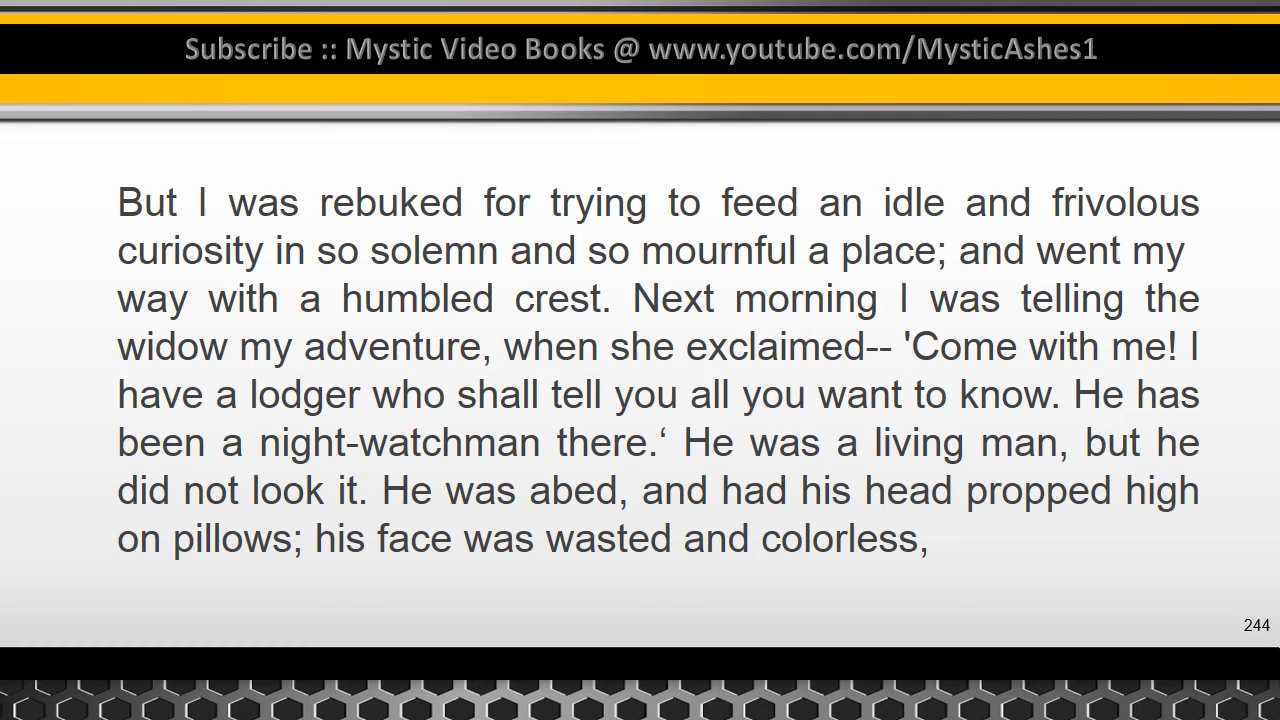 Subscribe :: Mystic Video Books @ www.youtube.com/MysticAshes1
But I was rebuked for trying to feed an idle and frivolous
curiosity in so solemn and so mournful a place; and went my
way with a humbled crest. Next morning I was telling the
widow my adventure, when she exclaimed-- 'Come with me! I
have a lodger who shall tell you all you want to know. He has
been a night-watchman there.‘ He was a living man, but he
did not look it. He was abed, and had his head propped high
on pillows; his face was wasted and colorless,
244